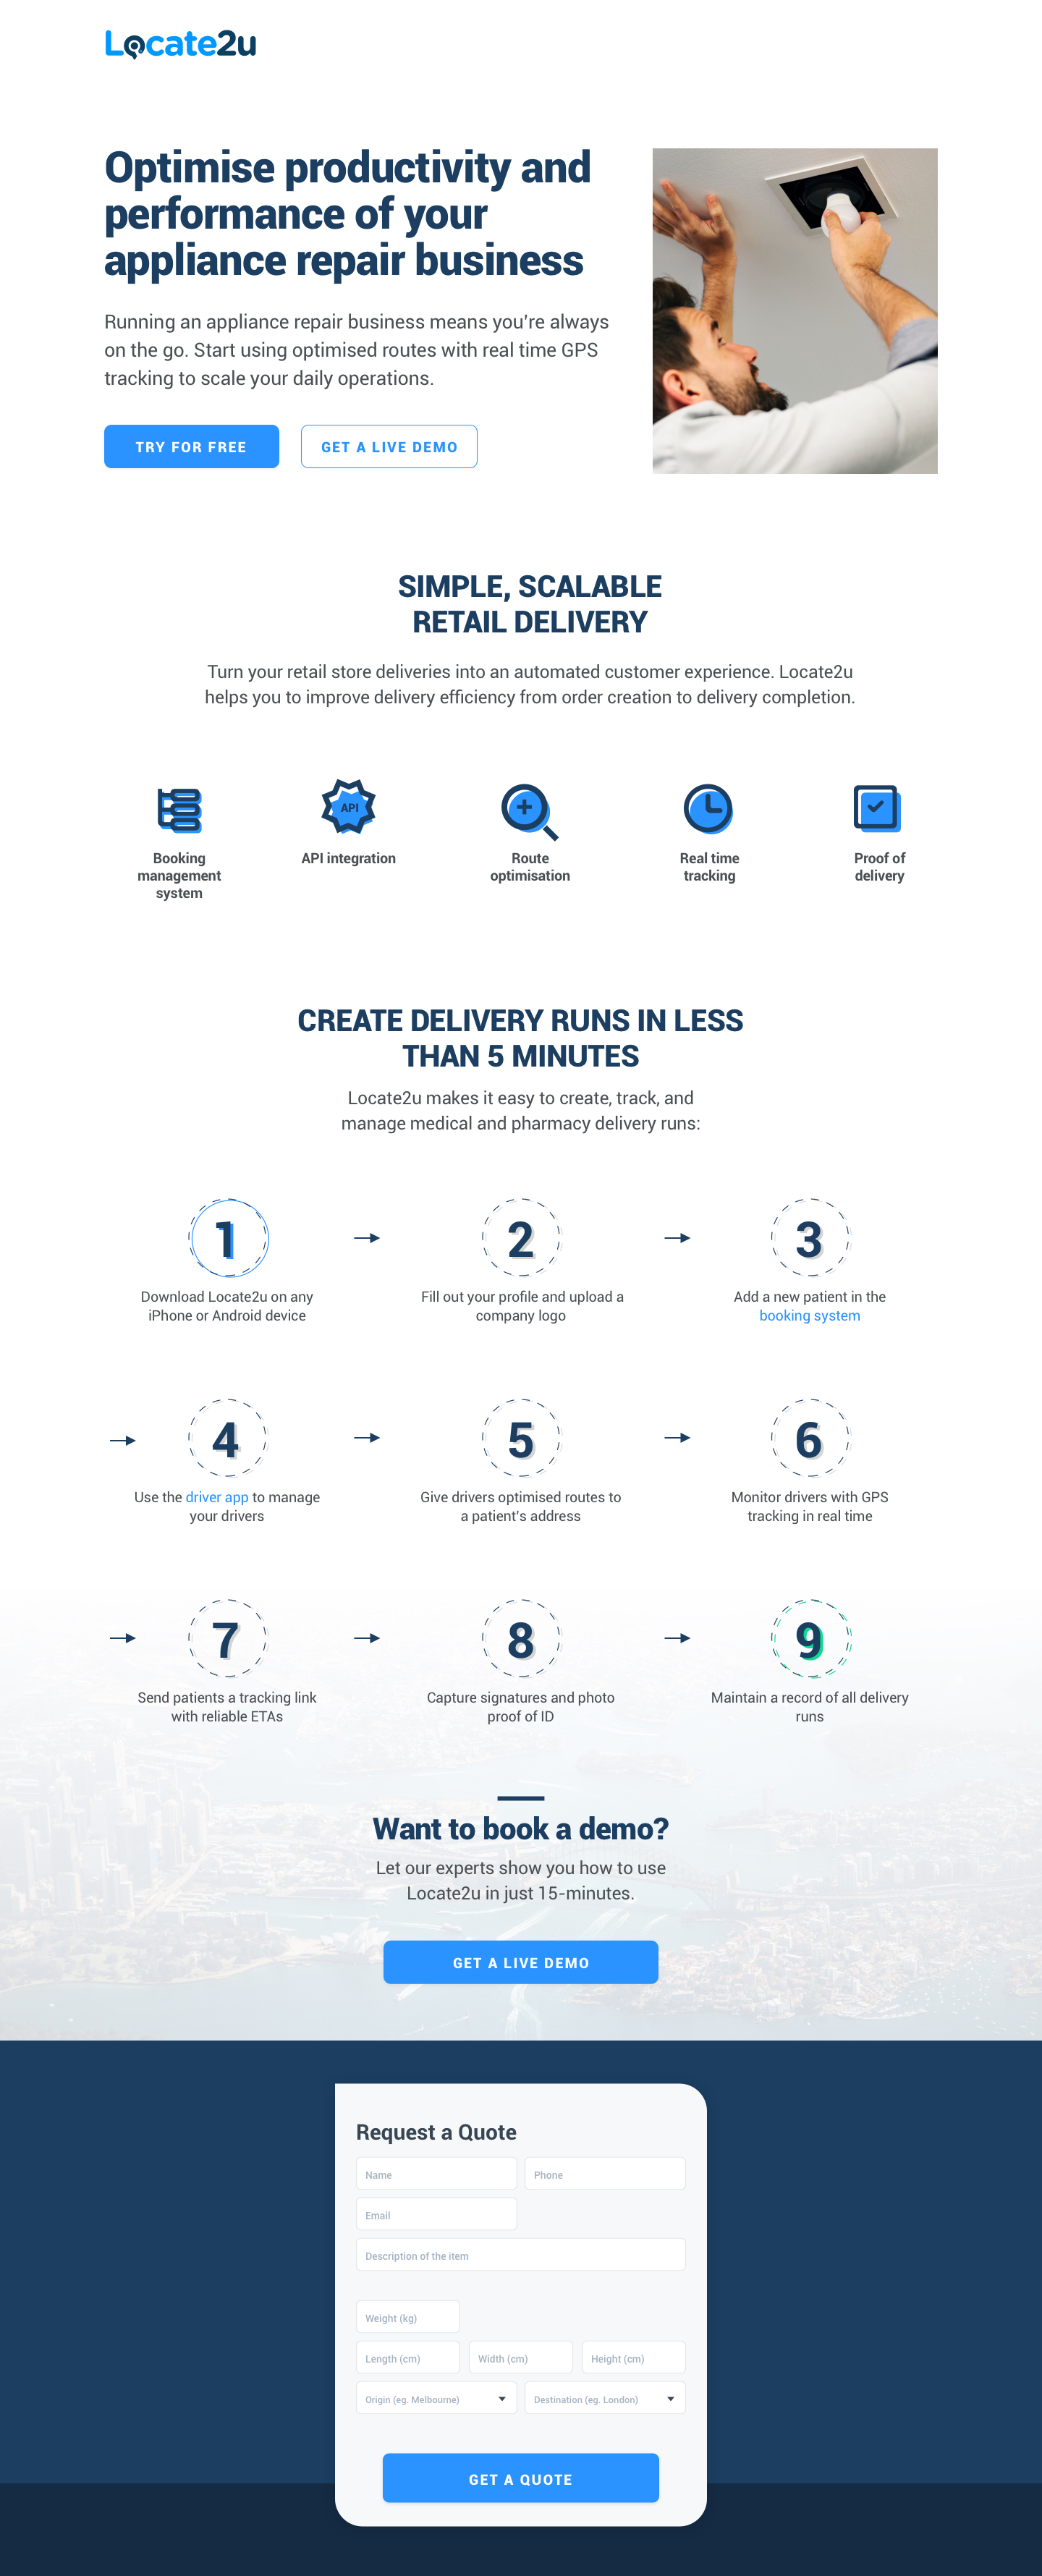 Locate2u
Optimise productivity and
performance of your
appliance repair business
Running an appliance repair business means you're always
on the go. Start using optimised routes with real time GPS
tracking to scale your daily operations.
TRY FOR FREE
GET A LIVE DEMO
SIMPLE, SCALABLE
RETAIL DELIVERY
Turn your retail store deliveries into an automated customer experience. Locate2u
helps you to improve delivery efficiency from order creation to delivery completion.
API
Booking
management
system
API integration
Route
optimisation
Real time
tracking
Proof of
delivery
CREATE DELIVERY RUNS IN LESS
THAN 5 MINUTES
Locate2u makes it easy to create, track, and
manage medical and pharmacy delivery runs:
1
Download Locate2u on any
iPhone or Android device
2
Fill out your profile and upload a
company logo
3
Add a new patient in the
booking system
4
Use the driver app to manage
your drivers
5
Give drivers optimised routes to
a patient's address
6
Monitor drivers with GPS
tracking in real time
7
Send patients a tracking link
with reliable ETAs
8
Capture signatures and photo
proof of ID
9
Maintain a record of all delivery
runs
Want to book a demo?
Let our experts show you how to use
Locate2u in just 15-minutes.
GET A LIVE DEMO
Request a Quote
Name
Phone
Email
Description of the item
Weight (kg)
Length (cm)
Width (cm)
Height (cm)
Origin (eg. Melbourne)
Destination (eg. London)
GET A QUOTE